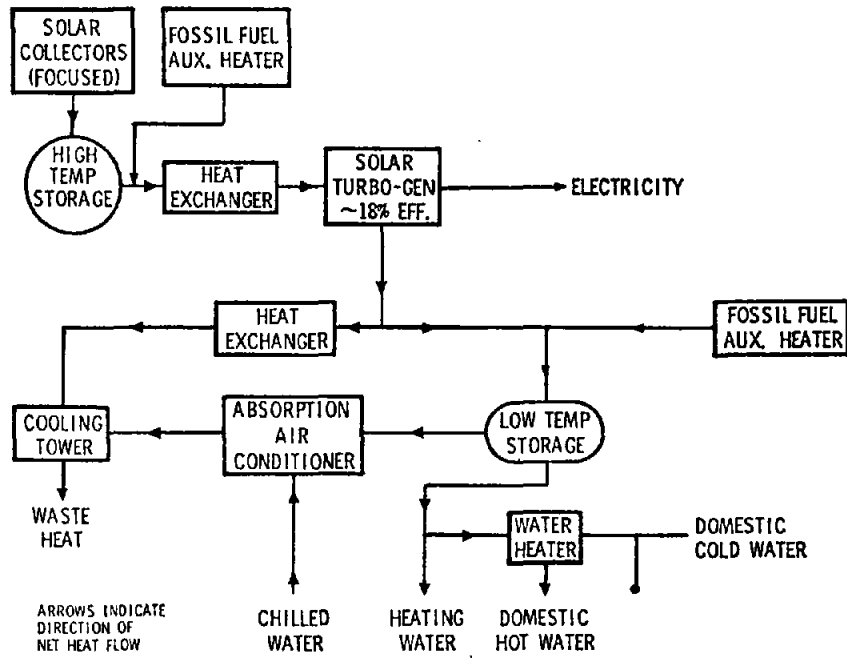 SOLAR
COLLECTORS
(FOCUSED)
FOSSIL FUEL
AUX. HEATER
HIGH
TEMP
STORAGE
HEAT
EXCHANGER
SOLAR
TURBO-GEN
~18% EFF.
ELECTRICITY
HEAT
EXCHANGER
FOSSIL FUEL
AUX. HEATER
COOLING
TOWER
ABSORPTION
AIR
CONDITIONER
LOW TEMP
STORAGE
WASTE
HEAT
WATER
HEATER
DOMESTIC
COLD WATER
ARROWS INDICATE
DIRECTION OF
NET HEAT FLOW
CHILLED
WATER
HEATING
WATER
DOMESTIC
HOT WATER